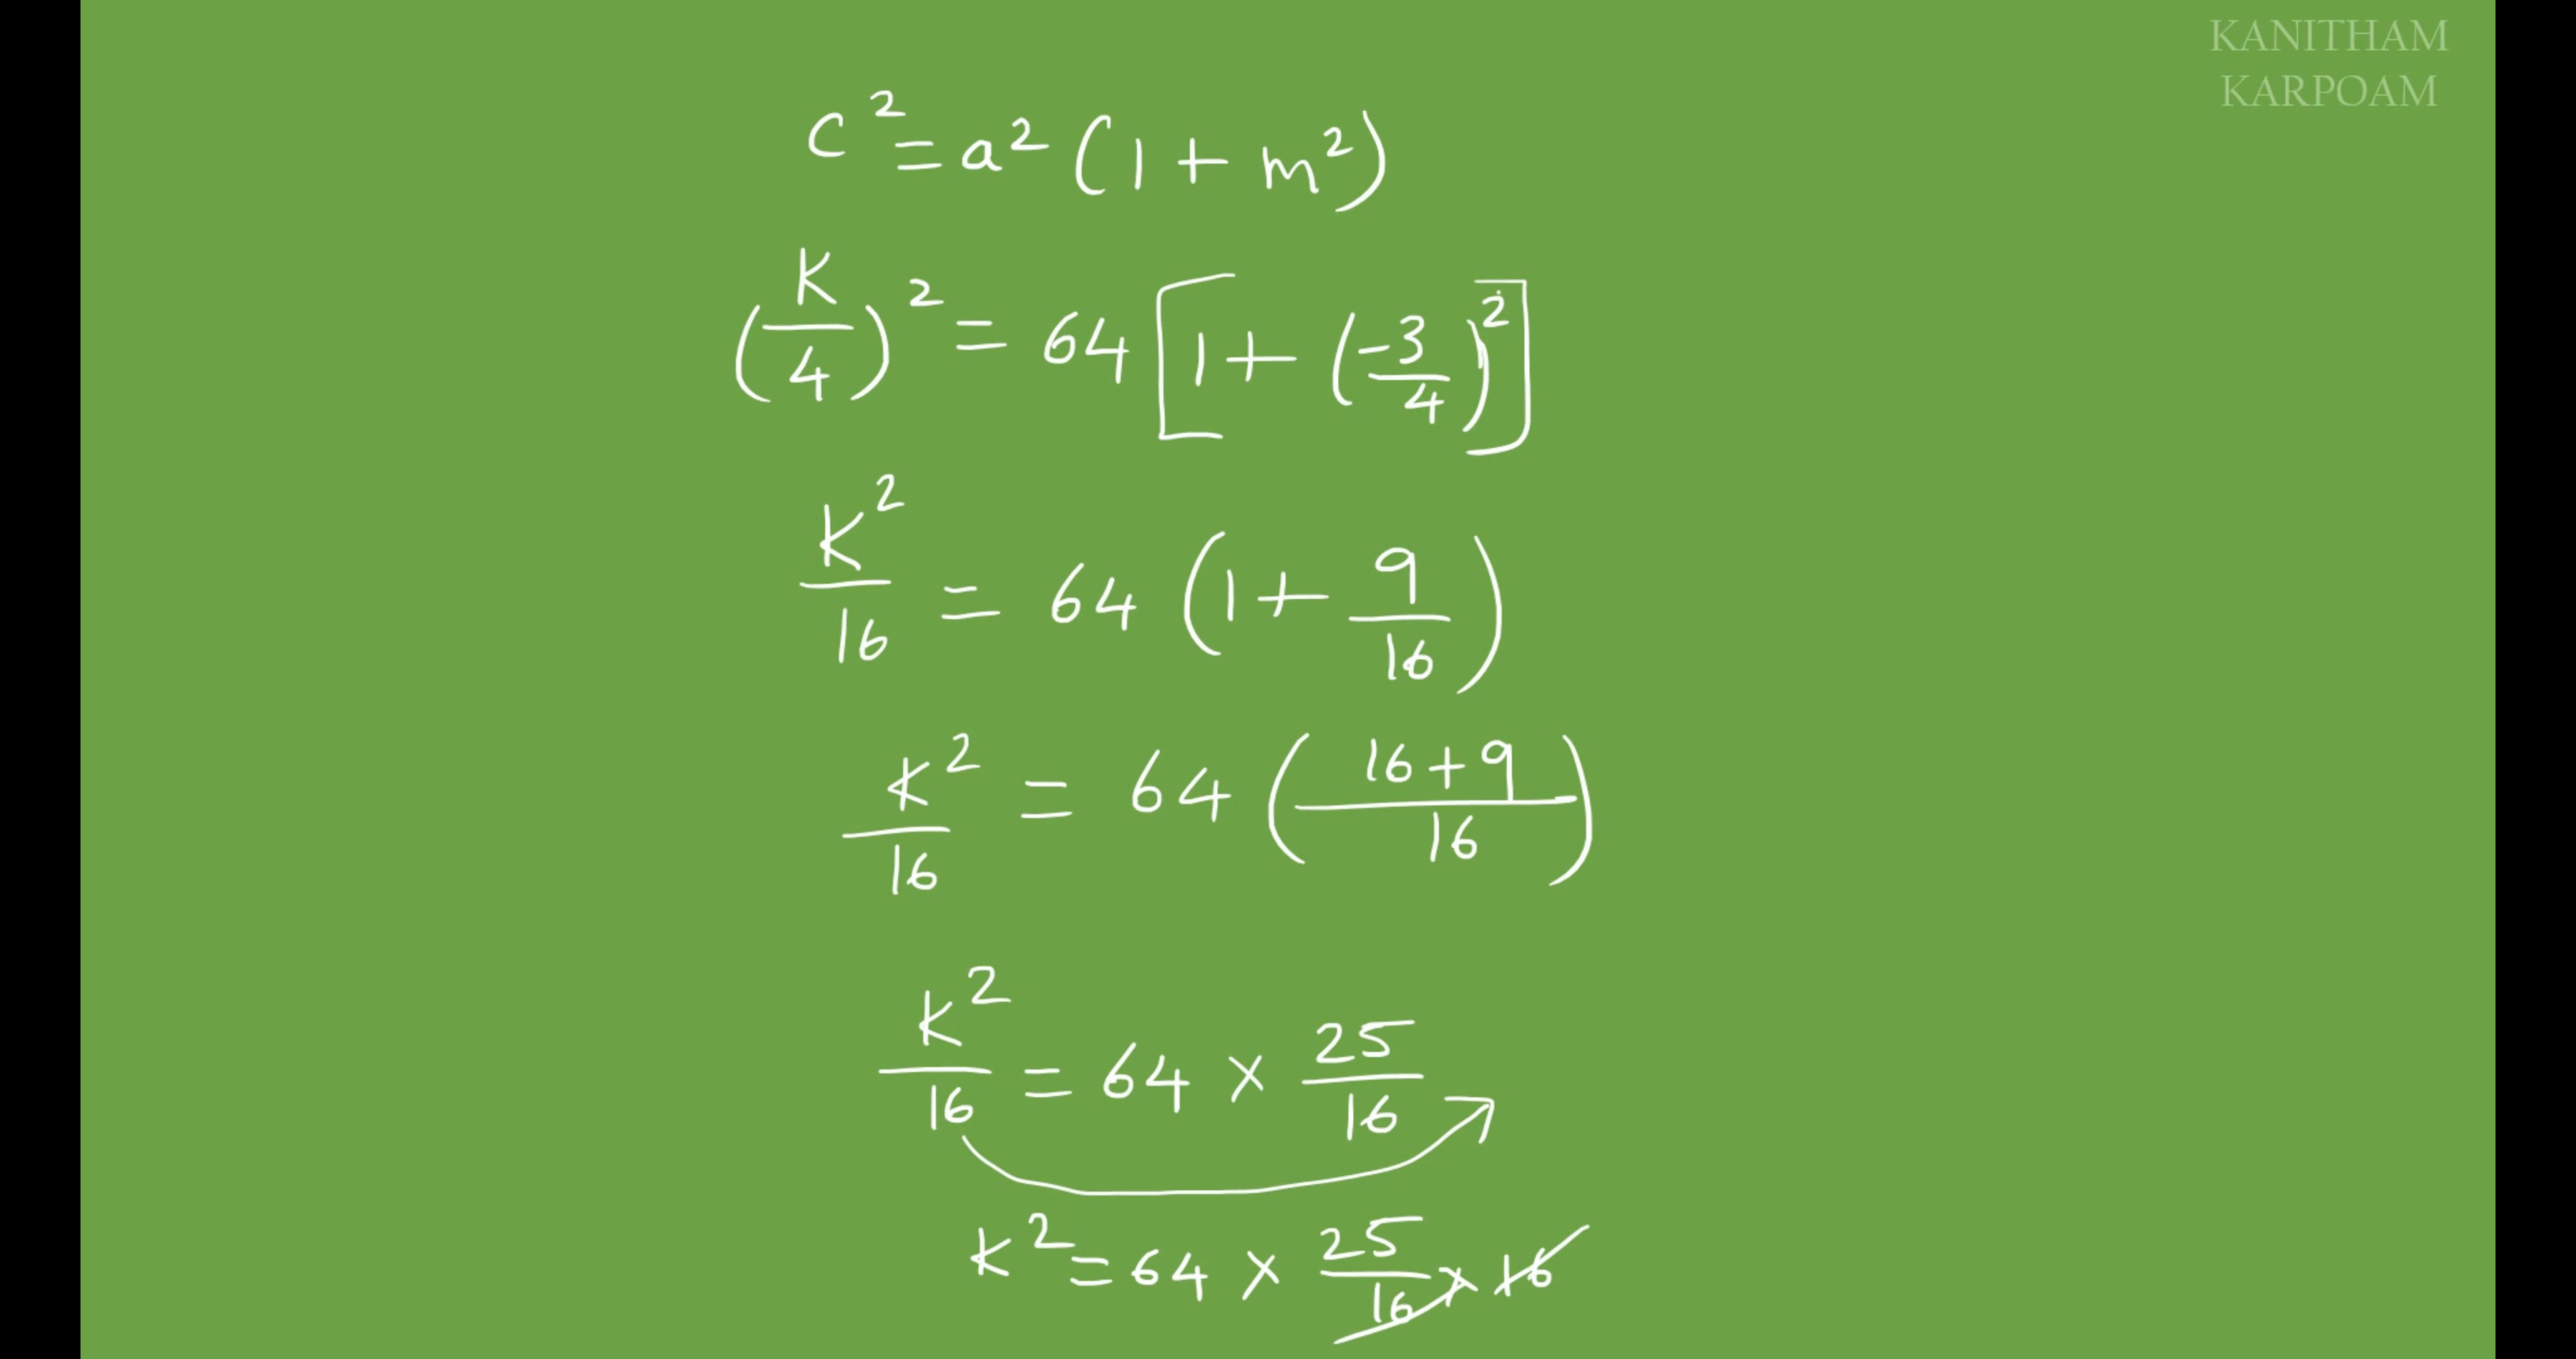 KANITHAM
KARPOAM
C² = a² (1 + m²)
(K/4)² = 64 [1 + (-3/4)²]
K²/16 = 64 (1 + 9/16)
K²/16 = 64 ((16+9)/16)
K²/16 = 64 × 25/16
K² = 64 × 25/16 × 16